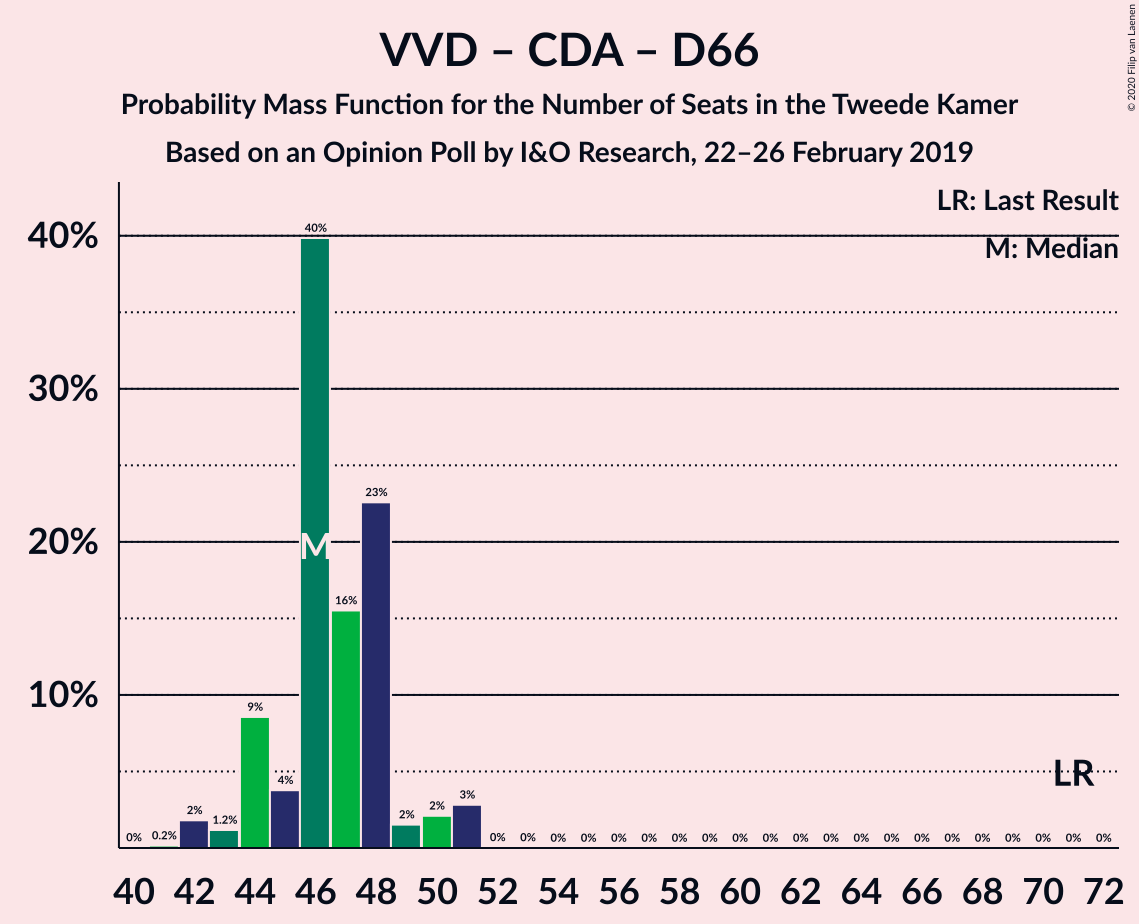 VVD – CDA – D66
Probability Mass Function for the Number of Seats in the Tweede Kamer
Based on an Opinion Poll by I&O Research, 22–26 February 2019
© 2020 Filip van Laenen
LR: Last Result
M: Median
40%
30%
20%
10%
0% 0.2% 2% 1.2% 9% 4% 40% 16% 23% 2% 2% 3% 0% 0% 0% 0% 0% 0% 0% 0% 0% 0% 0% 0% 0% 0% 0% 0% 0% 0% 0% 0% 0%
M
LR
40 42 44 46 48 50 52 54 56 58 60 62 64 66 68 70 72